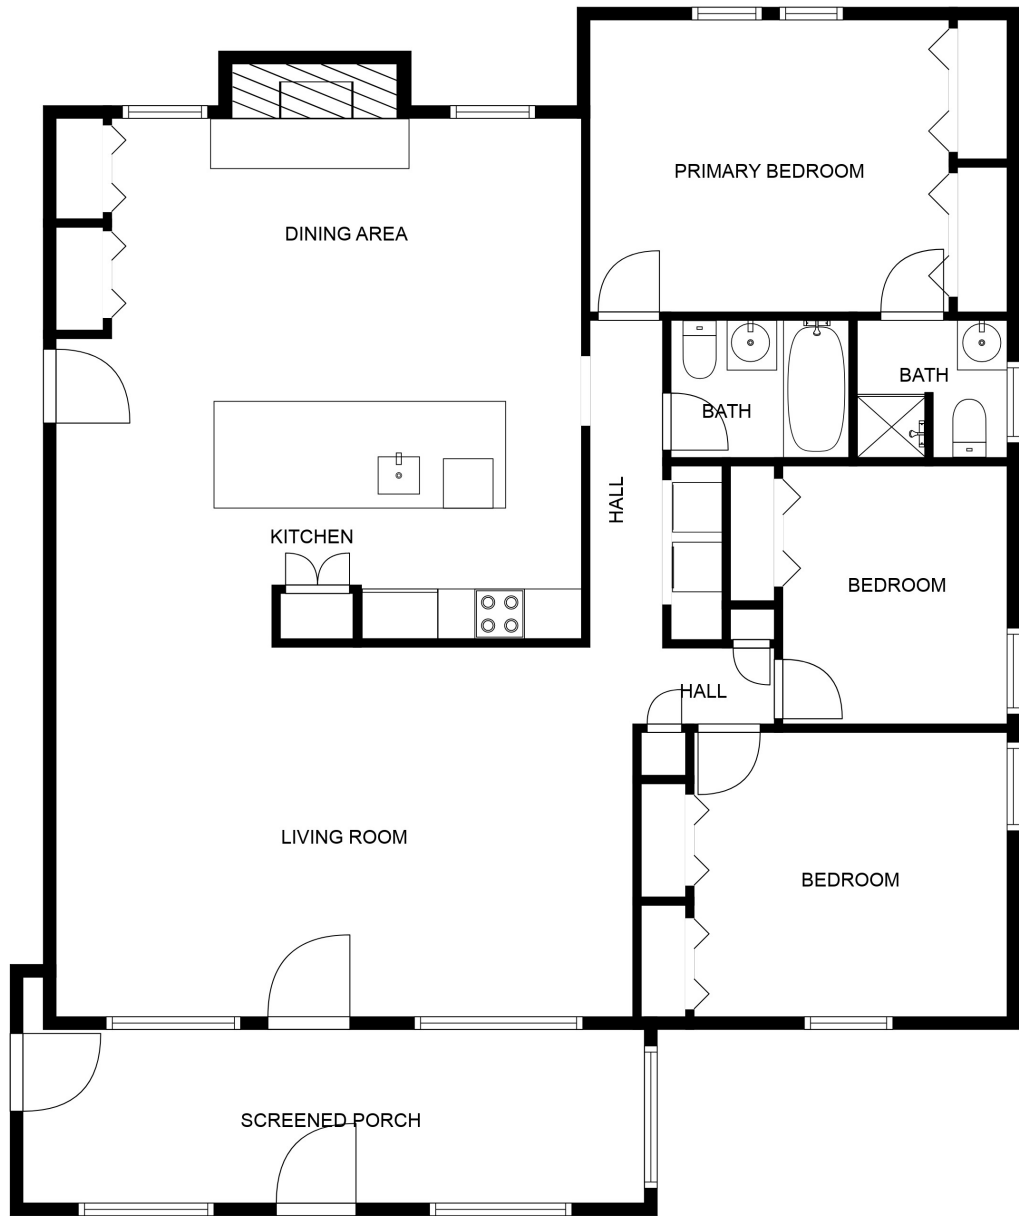 PRIMARY BEDROOM
DINING AREA
BATH
BATH
HALL
KITCHEN
BEDROOM
HALL
LIVING ROOM
BEDROOM
SCREENED PORCH